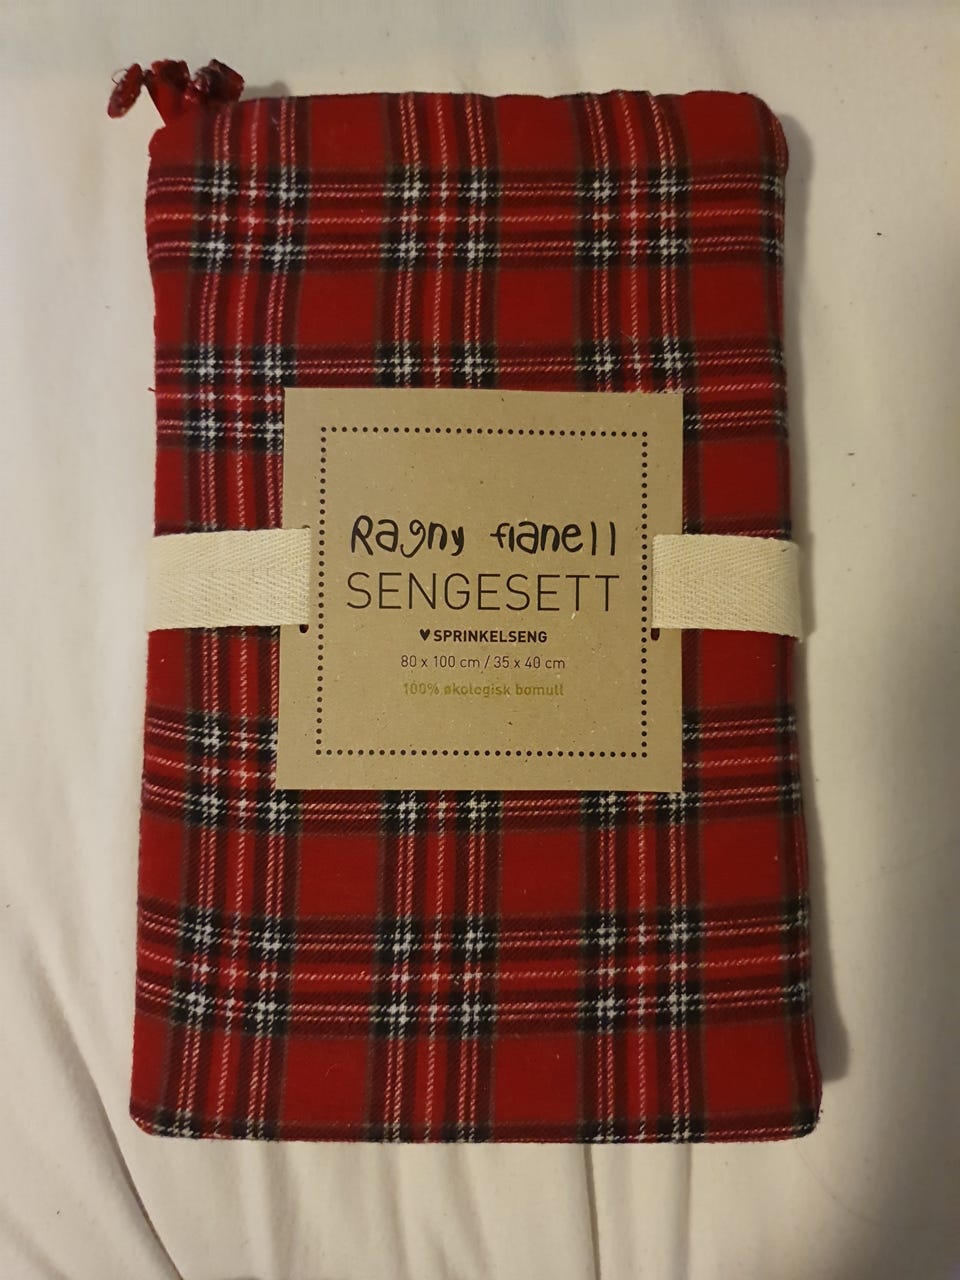 Ragny flanell
SENGESETT
♥ SPRINKELSENG
80 x 100 cm / 35 x 40 cm
100% økologisk bomull